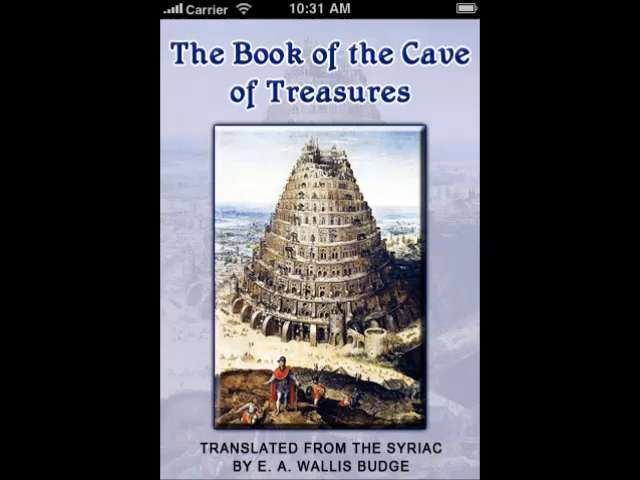 Carrier 10:31 AM
The Book of the Cave
of Treasures
TRANSLATED FROM THE SYRIAC
BY E. A. WALLIS BUDGE